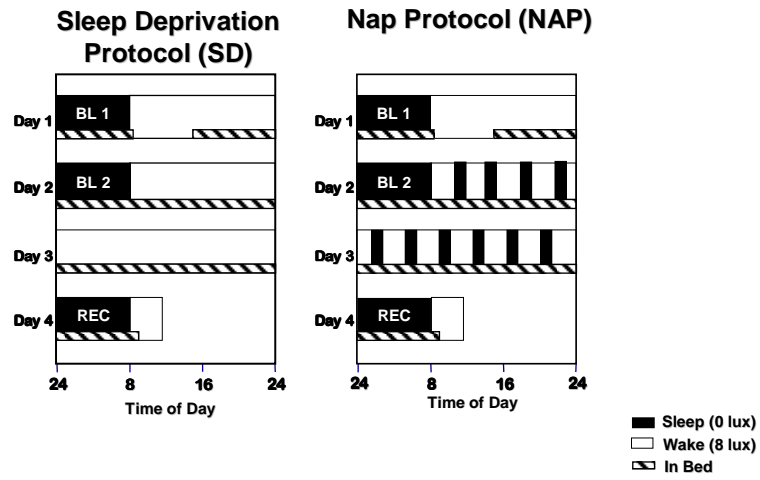 Sleep Deprivation
Protocol (SD)
Nap Protocol (NAP)
Day 1
BL 1
Day 2
BL 2
Day 3
Day 4
REC
24
8
16
24
Time of Day
Day 1
BL 1
Day 2
BL 2
Day 3
Day 4
REC
24
8
16
24
Time of Day
Sleep (0 lux)
Wake (8 lux)
In Bed